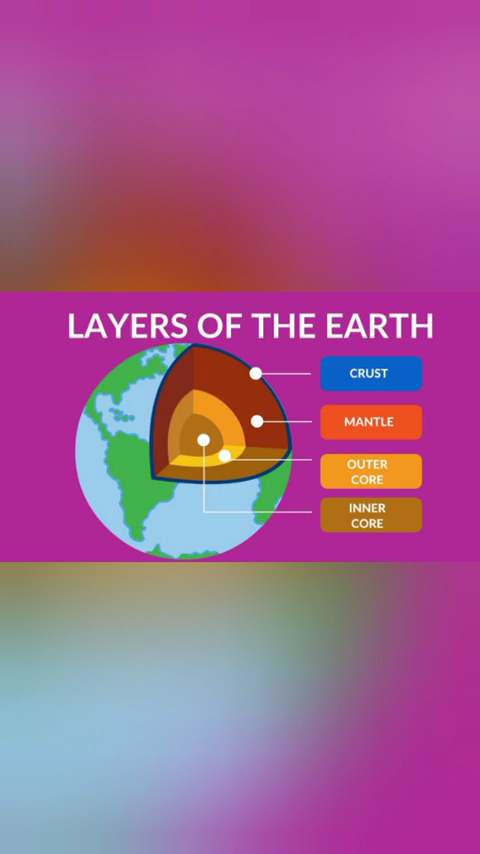 LAYERS OF THE EARTH
CRUST
MANTLE
OUTER
CORE
INNER
CORE